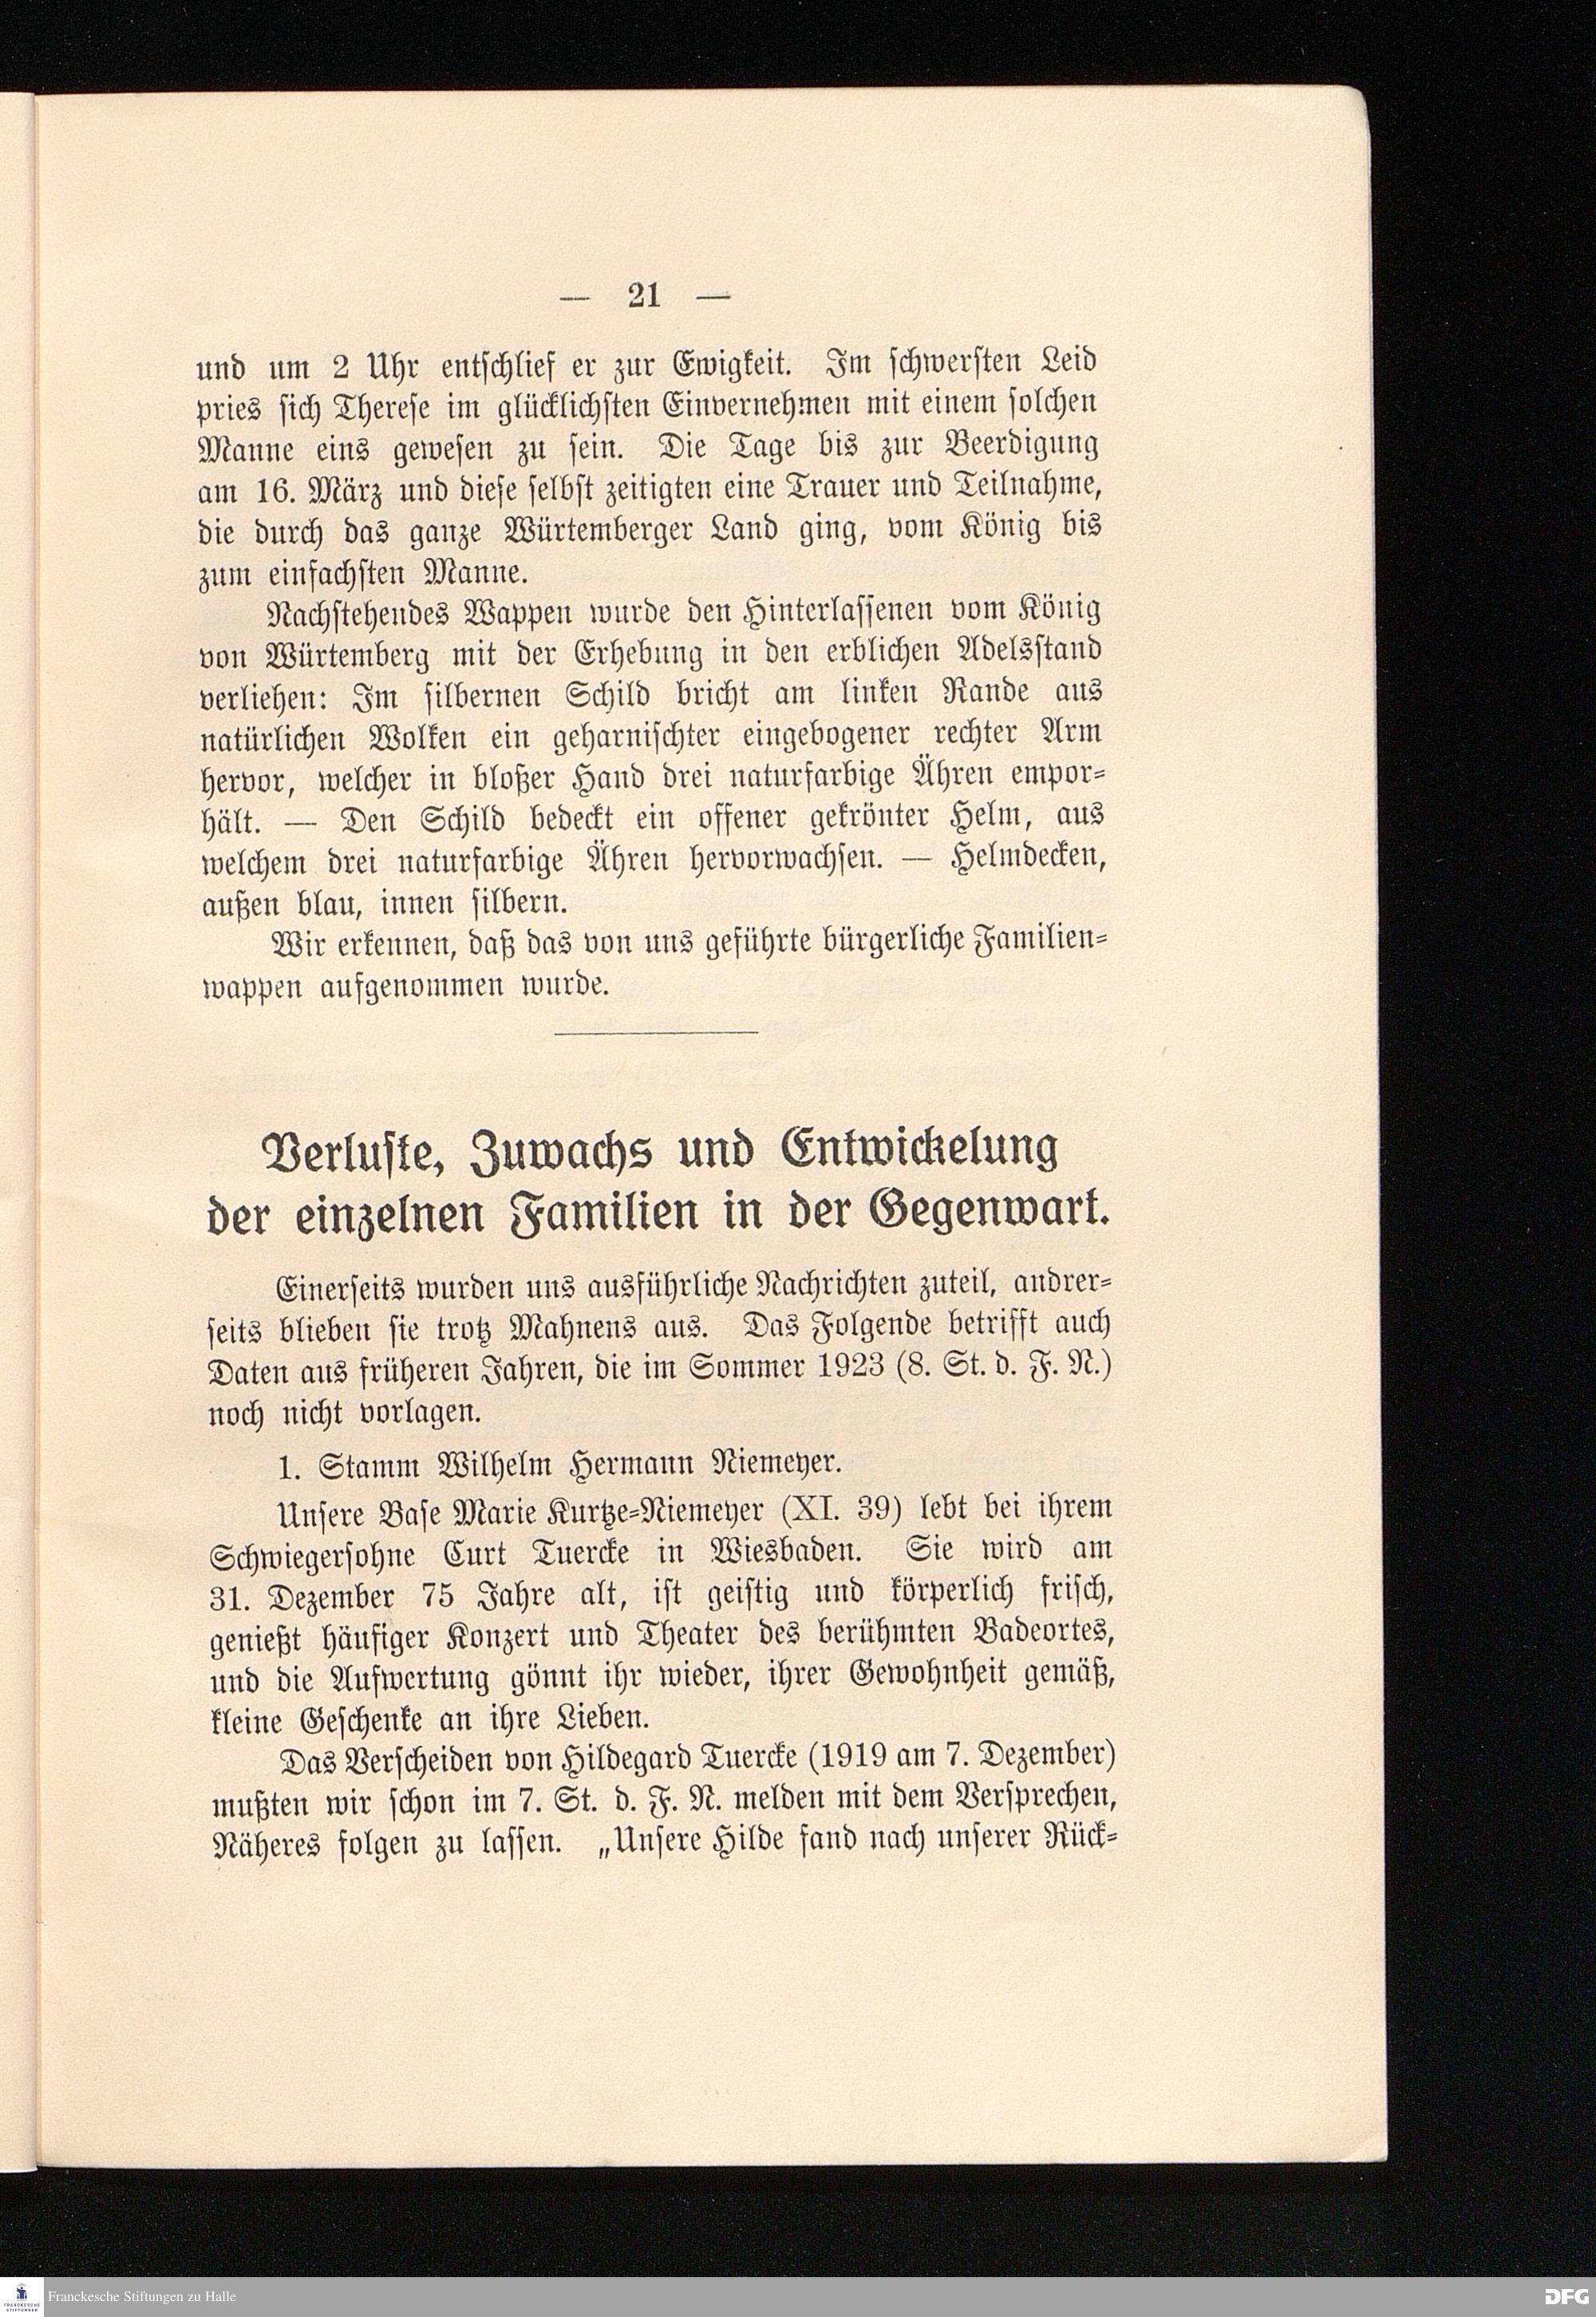 — 21 —
und um 2 Uhr entschlief er zur Ewigkeit. Im schwersten Leid
pries sich Therese im glücklichsten Einvernehmen mit einem solchen
Manne eins gewesen zu sein. Die Tage bis zur Beerdigung
am 16. März und diese selbst zeitigten eine Trauer und Teilnahme,
die durch das ganze Würtemberger Land ging, vom König bis
zum einfachsten Manne.
Nachstehendes Wappen wurde den Hinterlassenen vom König
von Würtemberg mit der Erhebung in den erblichen Adelsstand
verliehen: Im silbernen Schild bricht am linken Rande aus
natürlichen Wolken ein geharnischter eingebogener rechter Arm
hervor, welcher in bloßer Hand drei naturfarbige Ähren empor-
hält. — Den Schild bedeckt ein offener gekrönter Helm, aus
welchem drei naturfarbige Ähren hervorwachsen. — Helmdecken,
außen blau, innen silbern.
Wir erkennen, daß das von uns geführte bürgerliche Familien-
wappen aufgenommen wurde.
Verluste, Zuwachs und Entwickelung
der einzelnen Familien in der Gegenwart.
Einerseits wurden uns ausführliche Nachrichten zuteil, andrer-
seits blieben sie trotz Mahnens aus. Das Folgende betrifft auch
Daten aus früheren Jahren, die im Sommer 1923 (8. St. d. F. N.)
noch nicht vorlagen.
1. Stamm Wilhelm Hermann Niemeyer.
Unsere Base Marie Kurtze-Niemeyer (XI. 39) lebt bei ihrem
Schwiegersohne Curt Tuercke in Wiesbaden. Sie wird am
31. Dezember 75 Jahre alt, ist geistig und körperlich frisch,
genießt häufiger Konzert und Theater des berühmten Badeortes,
und die Aufwertung gönnt ihr wieder, ihrer Gewohnheit gemäß,
kleine Geschenke an ihre Lieben.
Das Verscheiden von Hildegard Tuercke (1919 am 7. Dezember)
mußten wir schon im 7. St. d. F. N. melden mit dem Versprechen,
Näheres folgen zu lassen. „Unsere Hilde fand nach unserer Rück-
FRANCKESCHE
STIFTUNGEN
Franckesche Stiftungen zu Halle
DFG